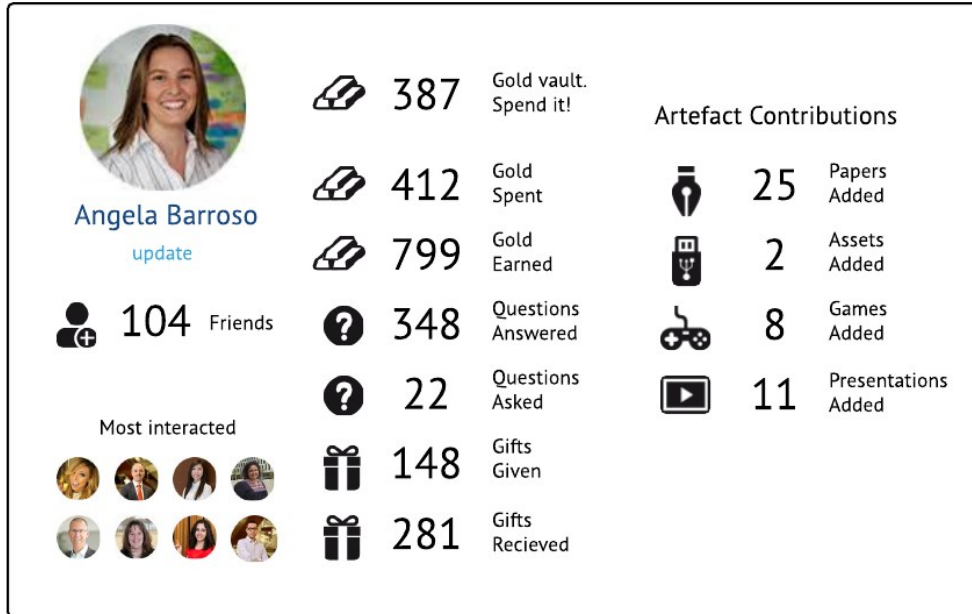 Angela Barroso
update
104 Friends
Most interacted
387 Gold vault.
Spend it!
412 Gold
Spent
799 Gold
Earned
348 Questions
Answered
22 Questions
Asked
148 Gifts
Given
281 Gifts
Recieved
Artefact Contributions
25 Papers
Added
2 Assets
Added
8 Games
Added
11 Presentations
Added